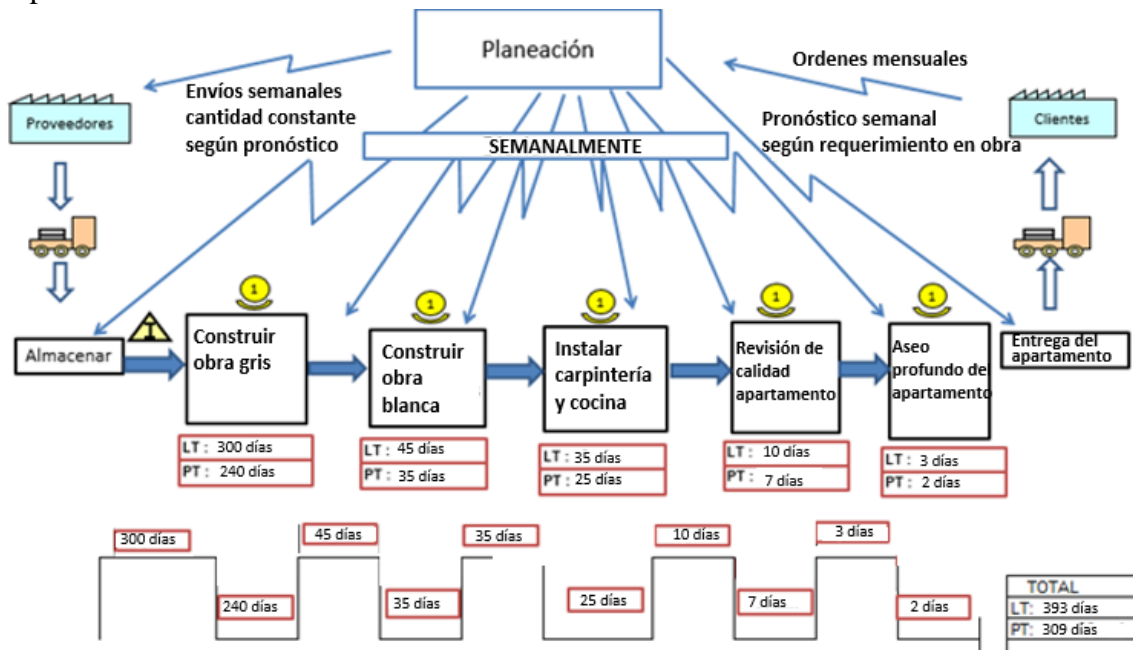 Planeación
Ordenes mensuales
Envíos semanales
cantidad constante
según pronóstico
Proveedores
Clientes
Pronóstico semanal
según requerimiento en obra
SEMANALMENTE
1
1
1
1
1
Almacenar
Construir
obra gris
Construir
obra
blanca
Instalar
carpintería
y cocina
Revisión de
calidad
apartamento
Aseo
profundo de
apartamento
Entrega del
apartamento
LT: 300 días
PT: 240 días
LT: 45 días
PT: 35 días
LT: 35 días
PT: 25 días
LT: 10 días
PT: 7 días
LT: 3 días
PT: 2 días
300 días
45 días
35 días
10 días
3 días
240 días
35 días
25 días
7 días
2 días
TOTAL
LT: 393 días
PT: 309 días